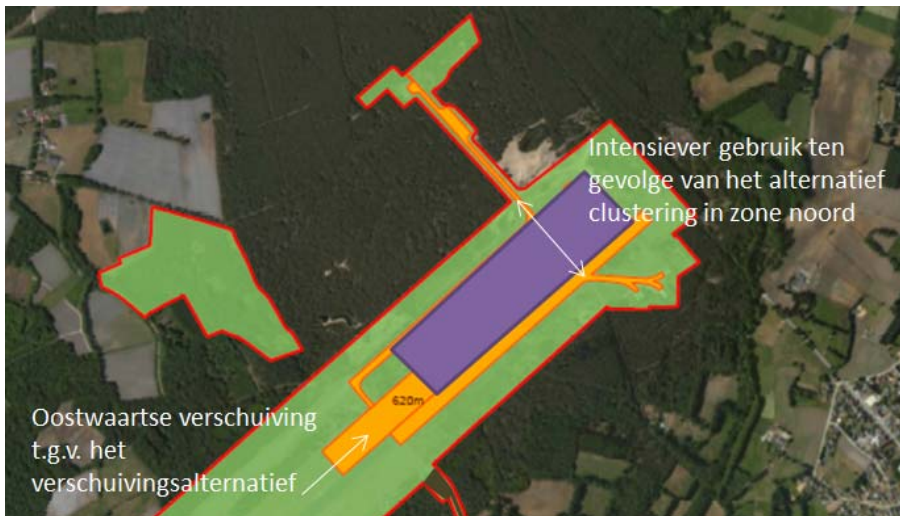 Intensiever gebruik ten
gevolge van het alternatief
clustering in zone noord
620m
Oostwaartse verschuiving
t.g.v. het
verschuivingsalternatief